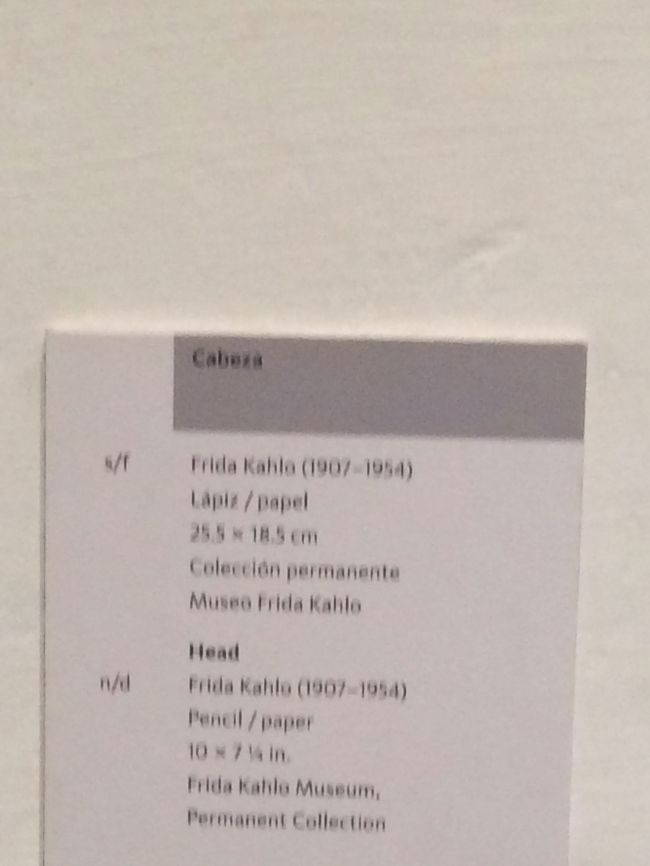 Cabeza
s/f Frida Kahlo (1907–1954)
Lápiz / papel
25.5 × 18.5 cm
Colección permanente
Museo Frida Kahlo
Head
n/d Frida Kahlo (1907–1954)
Pencil / paper
10 × 7 ¼ in.
Frida Kahlo Museum,
Permanent Collection